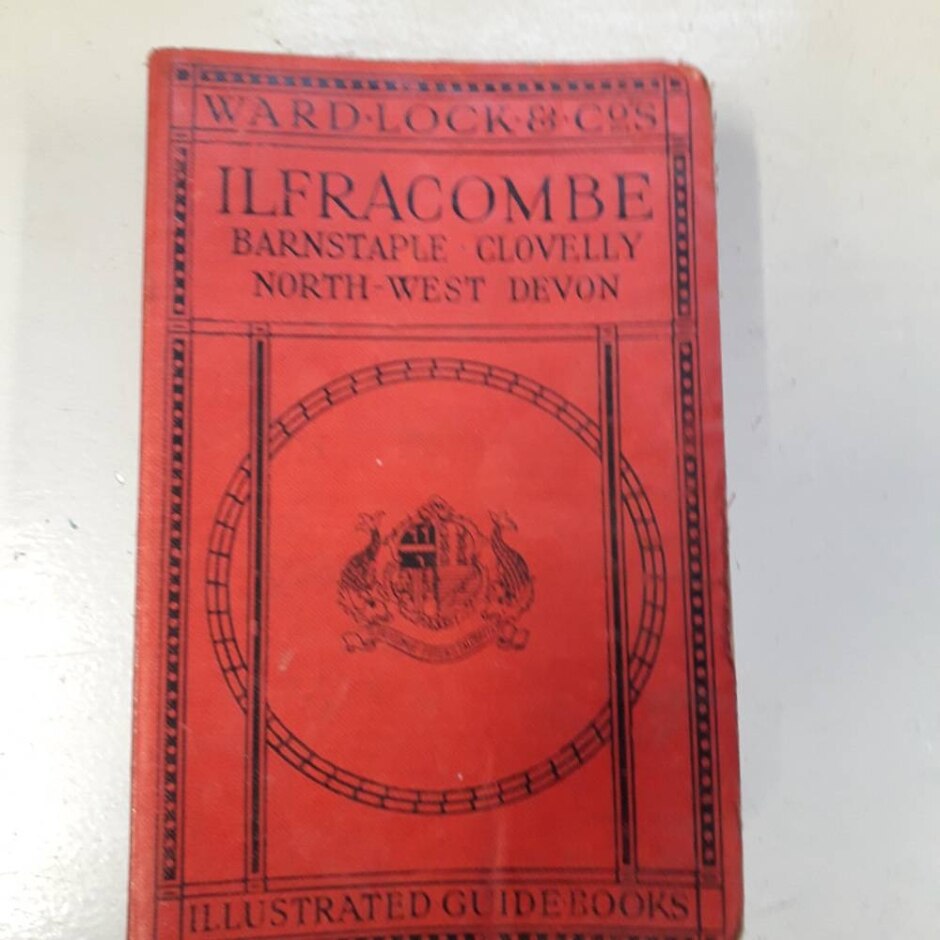 WARD·LOCK·&·CO'S
ILFRACOMBE
BARNSTAPLE · CLOVELLY
NORTH-WEST DEVON
ILLUSTRATED GUIDE·BOOKS